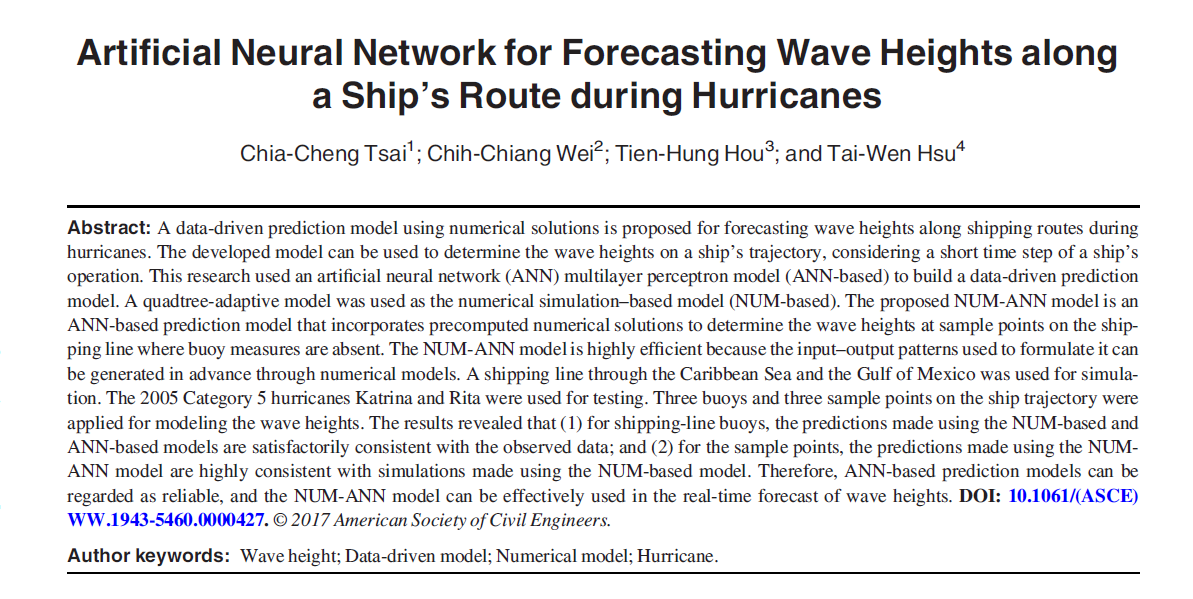 Artificial Neural Network for Forecasting Wave Heights along
a Ship’s Route during Hurricanes
Chia-Cheng Tsai1; Chih-Chiang Wei2; Tien-Hung Hou3; and Tai-Wen Hsu4
Abstract: A data-driven prediction model using numerical solutions is proposed for forecasting wave heights along shipping routes during
hurricanes. The developed model can be used to determine the wave heights on a ship’s trajectory, considering a short time step of a ship’s
operation. This research used an artificial neural network (ANN) multilayer perceptron model (ANN-based) to build a data-driven prediction
model. A quadtree-adaptive model was used as the numerical simulation–based model (NUM-based). The proposed NUM-ANN model is an
ANN-based prediction model that incorporates precomputed numerical solutions to determine the wave heights at sample points on the ship-
ping line where buoy measures are absent. The NUM-ANN model is highly efficient because the input–output patterns used to formulate it can
be generated in advance through numerical models. A shipping line through the Caribbean Sea and the Gulf of Mexico was used for simula-
tion. The 2005 Category 5 hurricanes Katrina and Rita were used for testing. Three buoys and three sample points on the ship trajectory were
applied for modeling the wave heights. The results revealed that (1) for shipping-line buoys, the predictions made using the NUM-based and
ANN-based models are satisfactorily consistent with the observed data; and (2) for the sample points, the predictions made using the NUM-
ANN model are highly consistent with simulations made using the NUM-based model. Therefore, ANN-based prediction models can be
regarded as reliable, and the NUM-ANN model can be effectively used in the real-time forecast of wave heights. DOI: 10.1061/(ASCE)
WW.1943-5460.0000427. © 2017 American Society of Civil Engineers.
Author keywords: Wave height; Data-driven model; Numerical model; Hurricane.